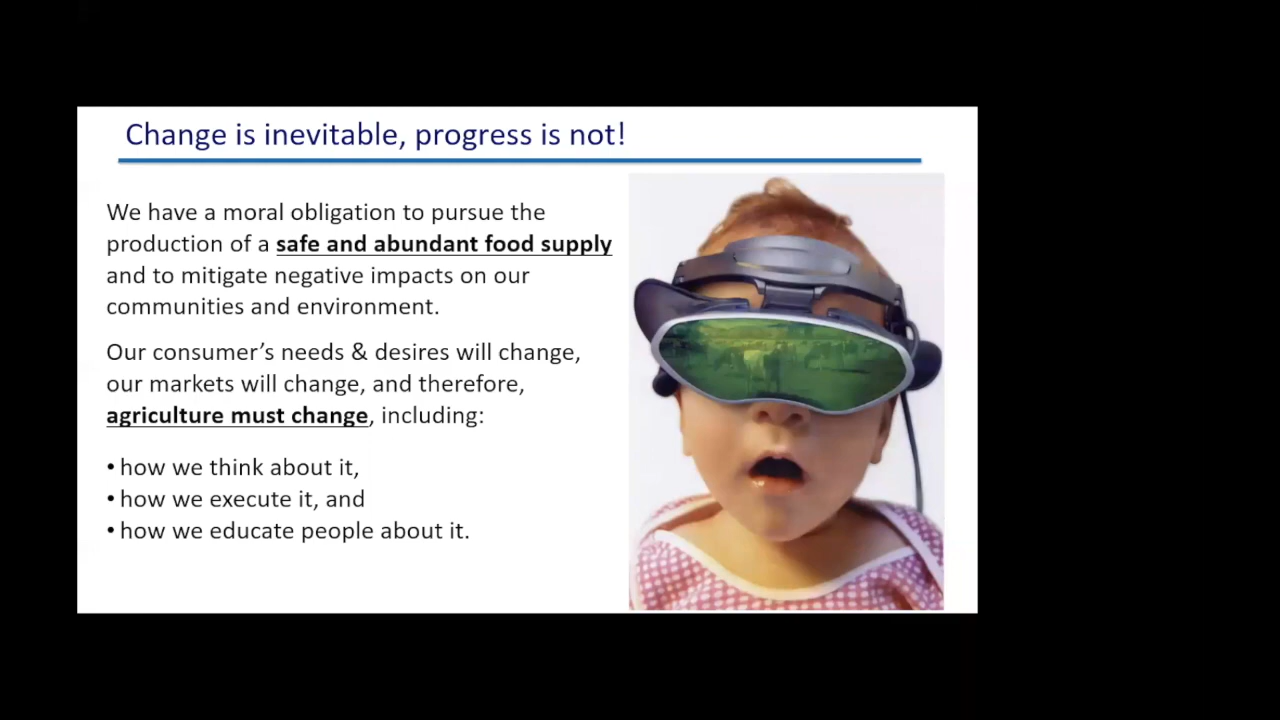 Change is inevitable, progress is not!
We have a moral obligation to pursue the
production of a safe and abundant food supply
and to mitigate negative impacts on our
communities and environment.
Our consumer’s needs & desires will change,
our markets will change, and therefore,
agriculture must change, including:
• how we think about it,
• how we execute it, and
• how we educate people about it.